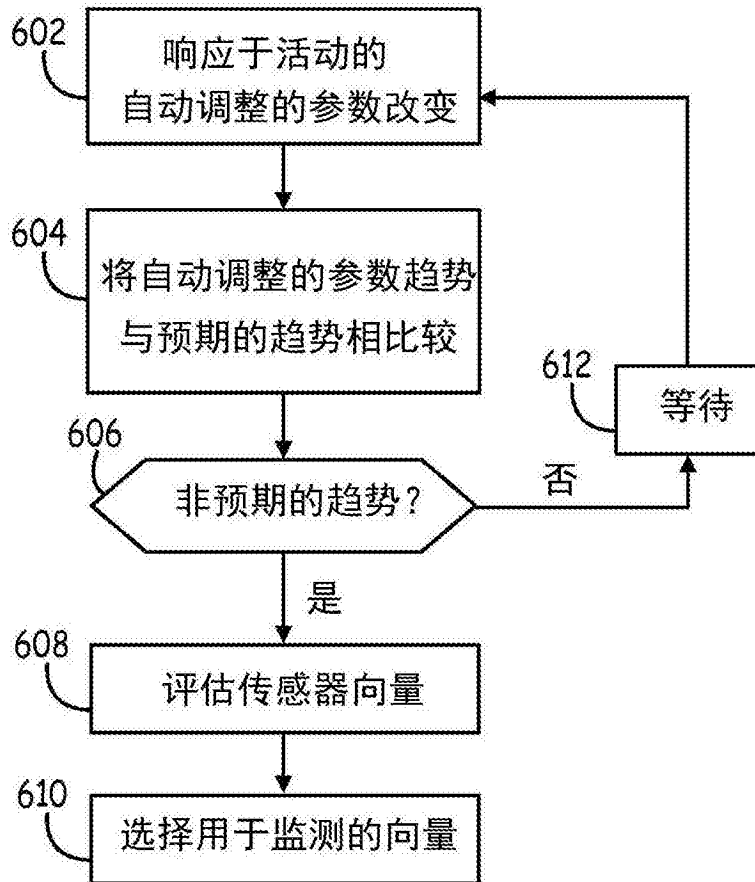 602
响应于活动的
自动调整的参数改变
604
将自动调整的参数趋势
与预期的趋势相比较
612
等待
606
非预期的趋势?
否
是
608
评估传感器向量
610
选择用于监测的向量